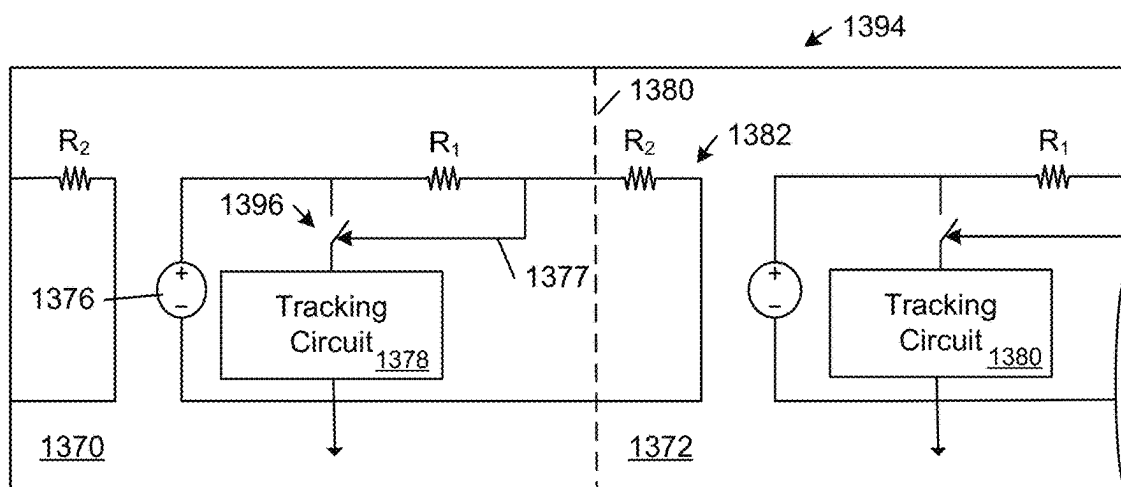 1394
1380
1382
R₂
R₁
R₂
R₁
1396
1377
1376
+
−
Tracking
Circuit 1378
+
−
Tracking
Circuit 1380
1370
1372